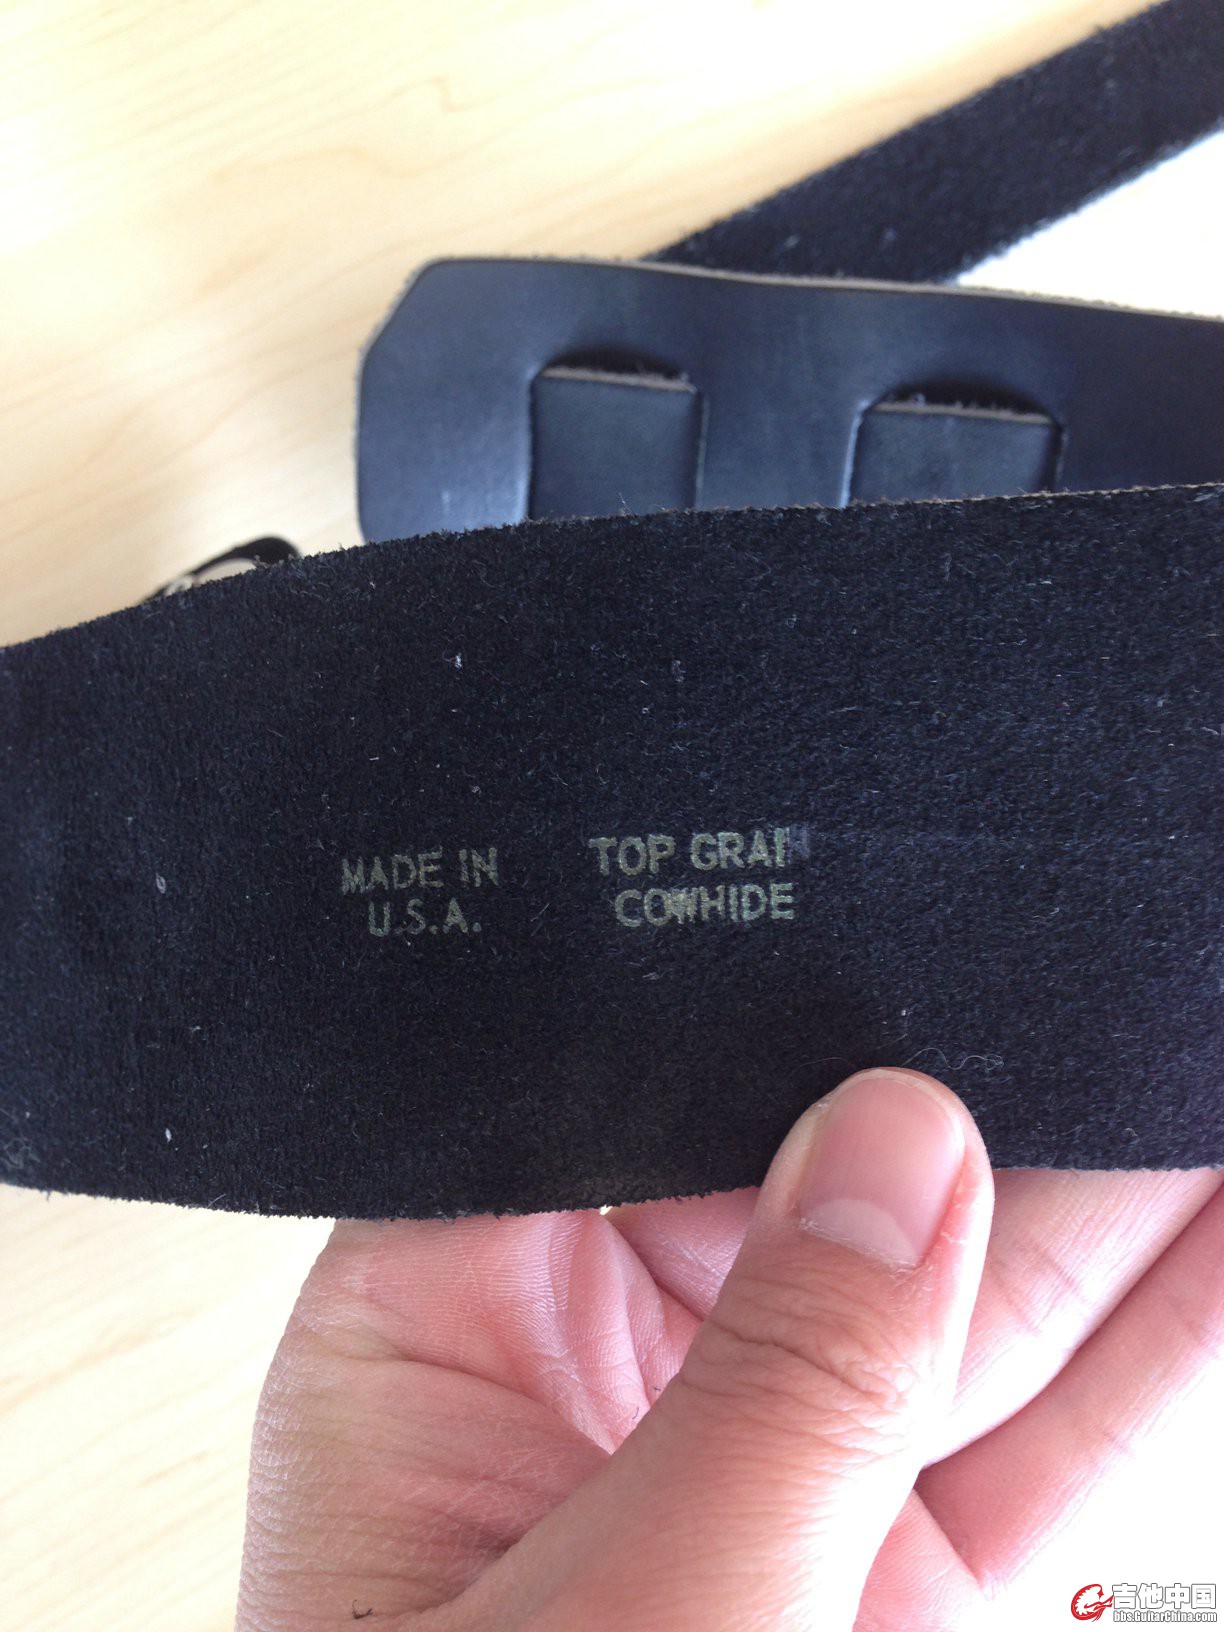 MADE IN
U.S.A.
TOP GRAIN
COWHIDE
吉他中国
bbs.GuitarChina.com